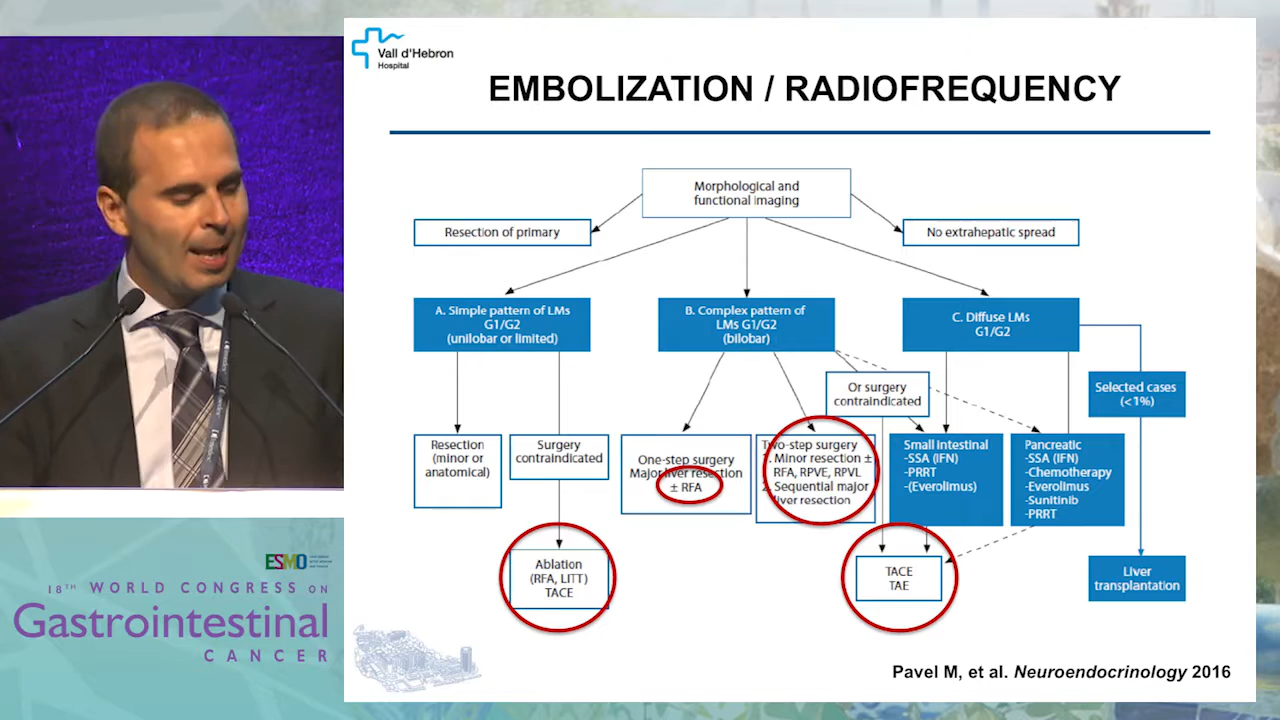 Vall d'Hebron
Hospital
EMBOLIZATION / RADIOFREQUENCY
Morphological and
functional imaging
Resection of primary
No extrahepatic spread
A. Simple pattern of LMs
G1/G2
(unilobar or limited)
B. Complex pattern of
LMs G1/G2
(bilobar)
C. Diffuse LMs
G1/G2
Or surgery
contraindicated
Selected cases
(<1%)
Resection
(minor or
anatomical)
Surgery
contraindicated
One-step surgery
Major liver resection
± RFA
Two-step surgery
Minor resection ±
RFA, RPVE, RPVL
Sequential major
liver resection
Small intestinal
-SSA (IFN)
-PRRT
-(Everolimus)
Pancreatic
-SSA (IFN)
-Chemotherapy
-Everolimus
-Sunitinib
-PRRT
Ablation
(RFA, LITT)
TACE
TACE
TAE
Liver
transplantation
Pavel M, et al. Neuroendocrinology 2016
ESMO
18TH WORLD CONGRESS ON
Gastrointestinal
CANCER